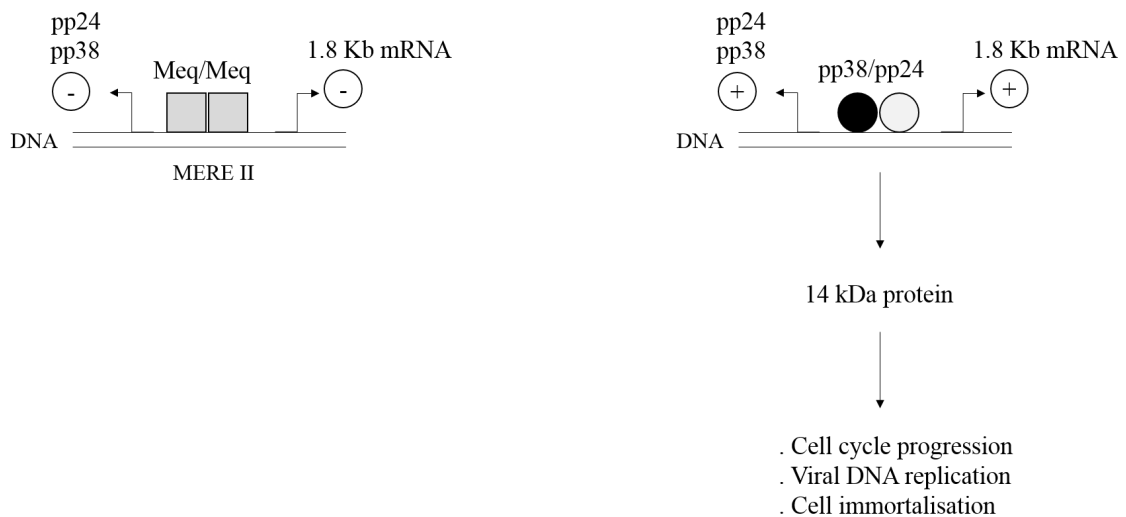 pp24
pp38
Meq/Meq
1.8 Kb mRNA
-
-
DNA
MERE II
pp24
pp38
pp38/pp24
1.8 Kb mRNA
+
+
DNA
14 kDa protein
. Cell cycle progression
. Viral DNA replication
. Cell immortalisation